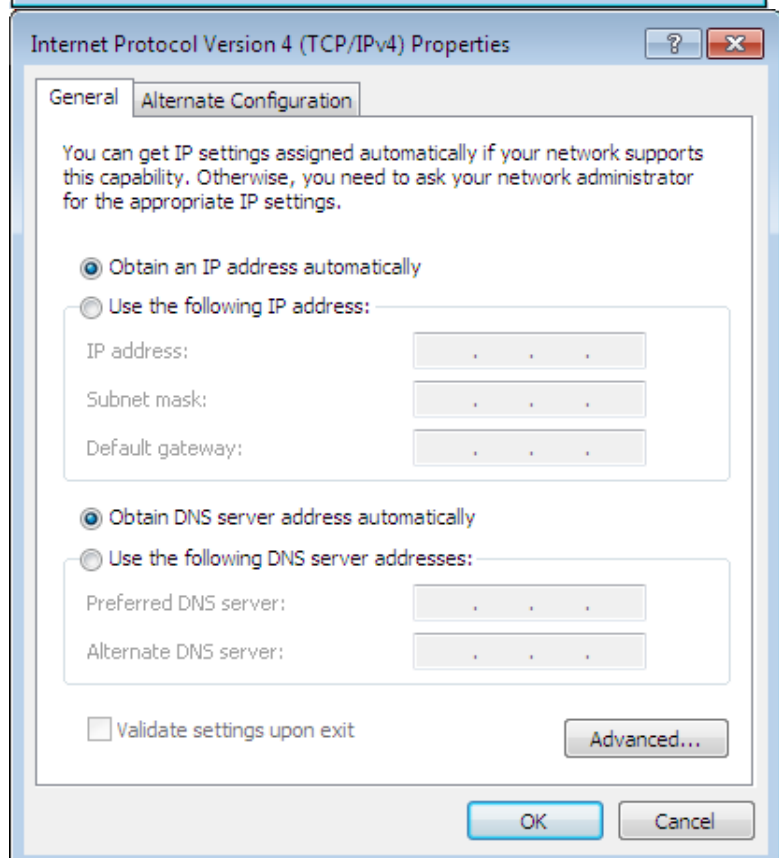 Internet Protocol Version 4 (TCP/IPv4) Properties
General
Alternate Configuration
You can get IP settings assigned automatically if your network supports
this capability. Otherwise, you need to ask your network administrator
for the appropriate IP settings.
Obtain an IP address automatically
Use the following IP address:
IP address:
Subnet mask:
Default gateway:
Obtain DNS server address automatically
Use the following DNS server addresses:
Preferred DNS server:
Alternate DNS server:
Validate settings upon exit
Advanced...
OK
Cancel